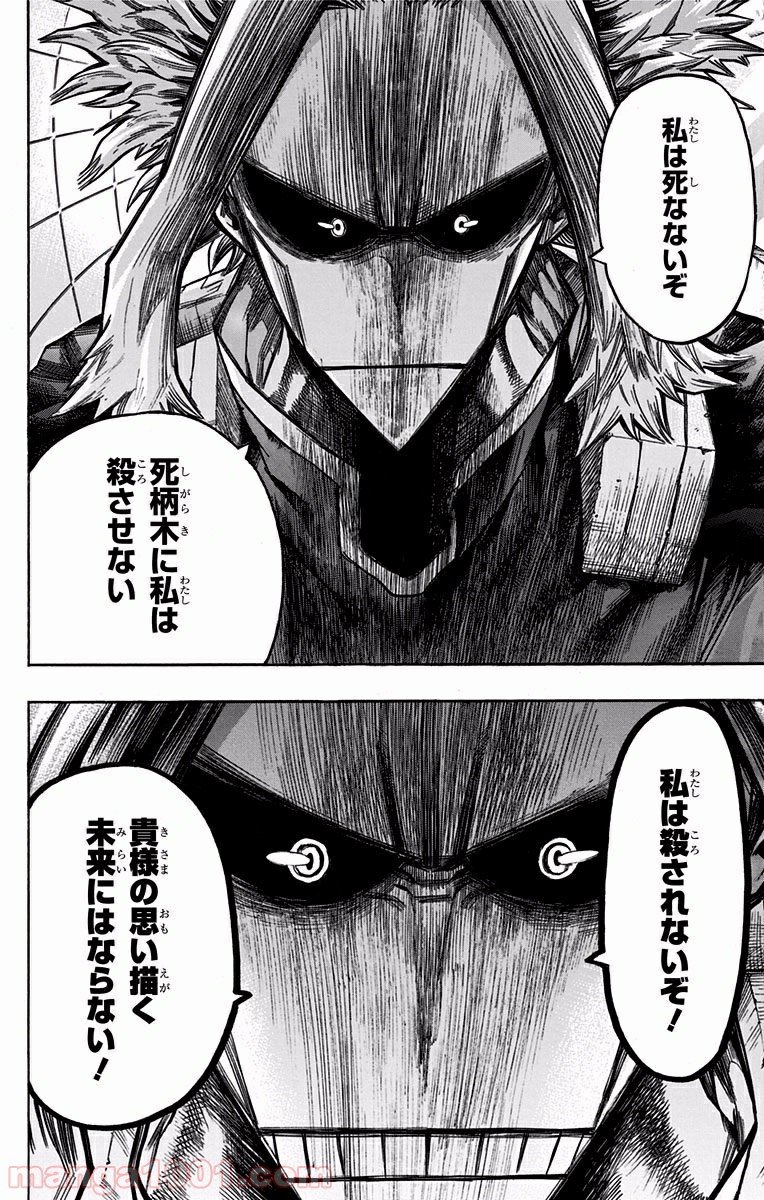 私は死なないぞ
死柄木に私は
殺させない
私は殺されないぞ！
貴様の思い描く
未来にはならない！
manga1001.com